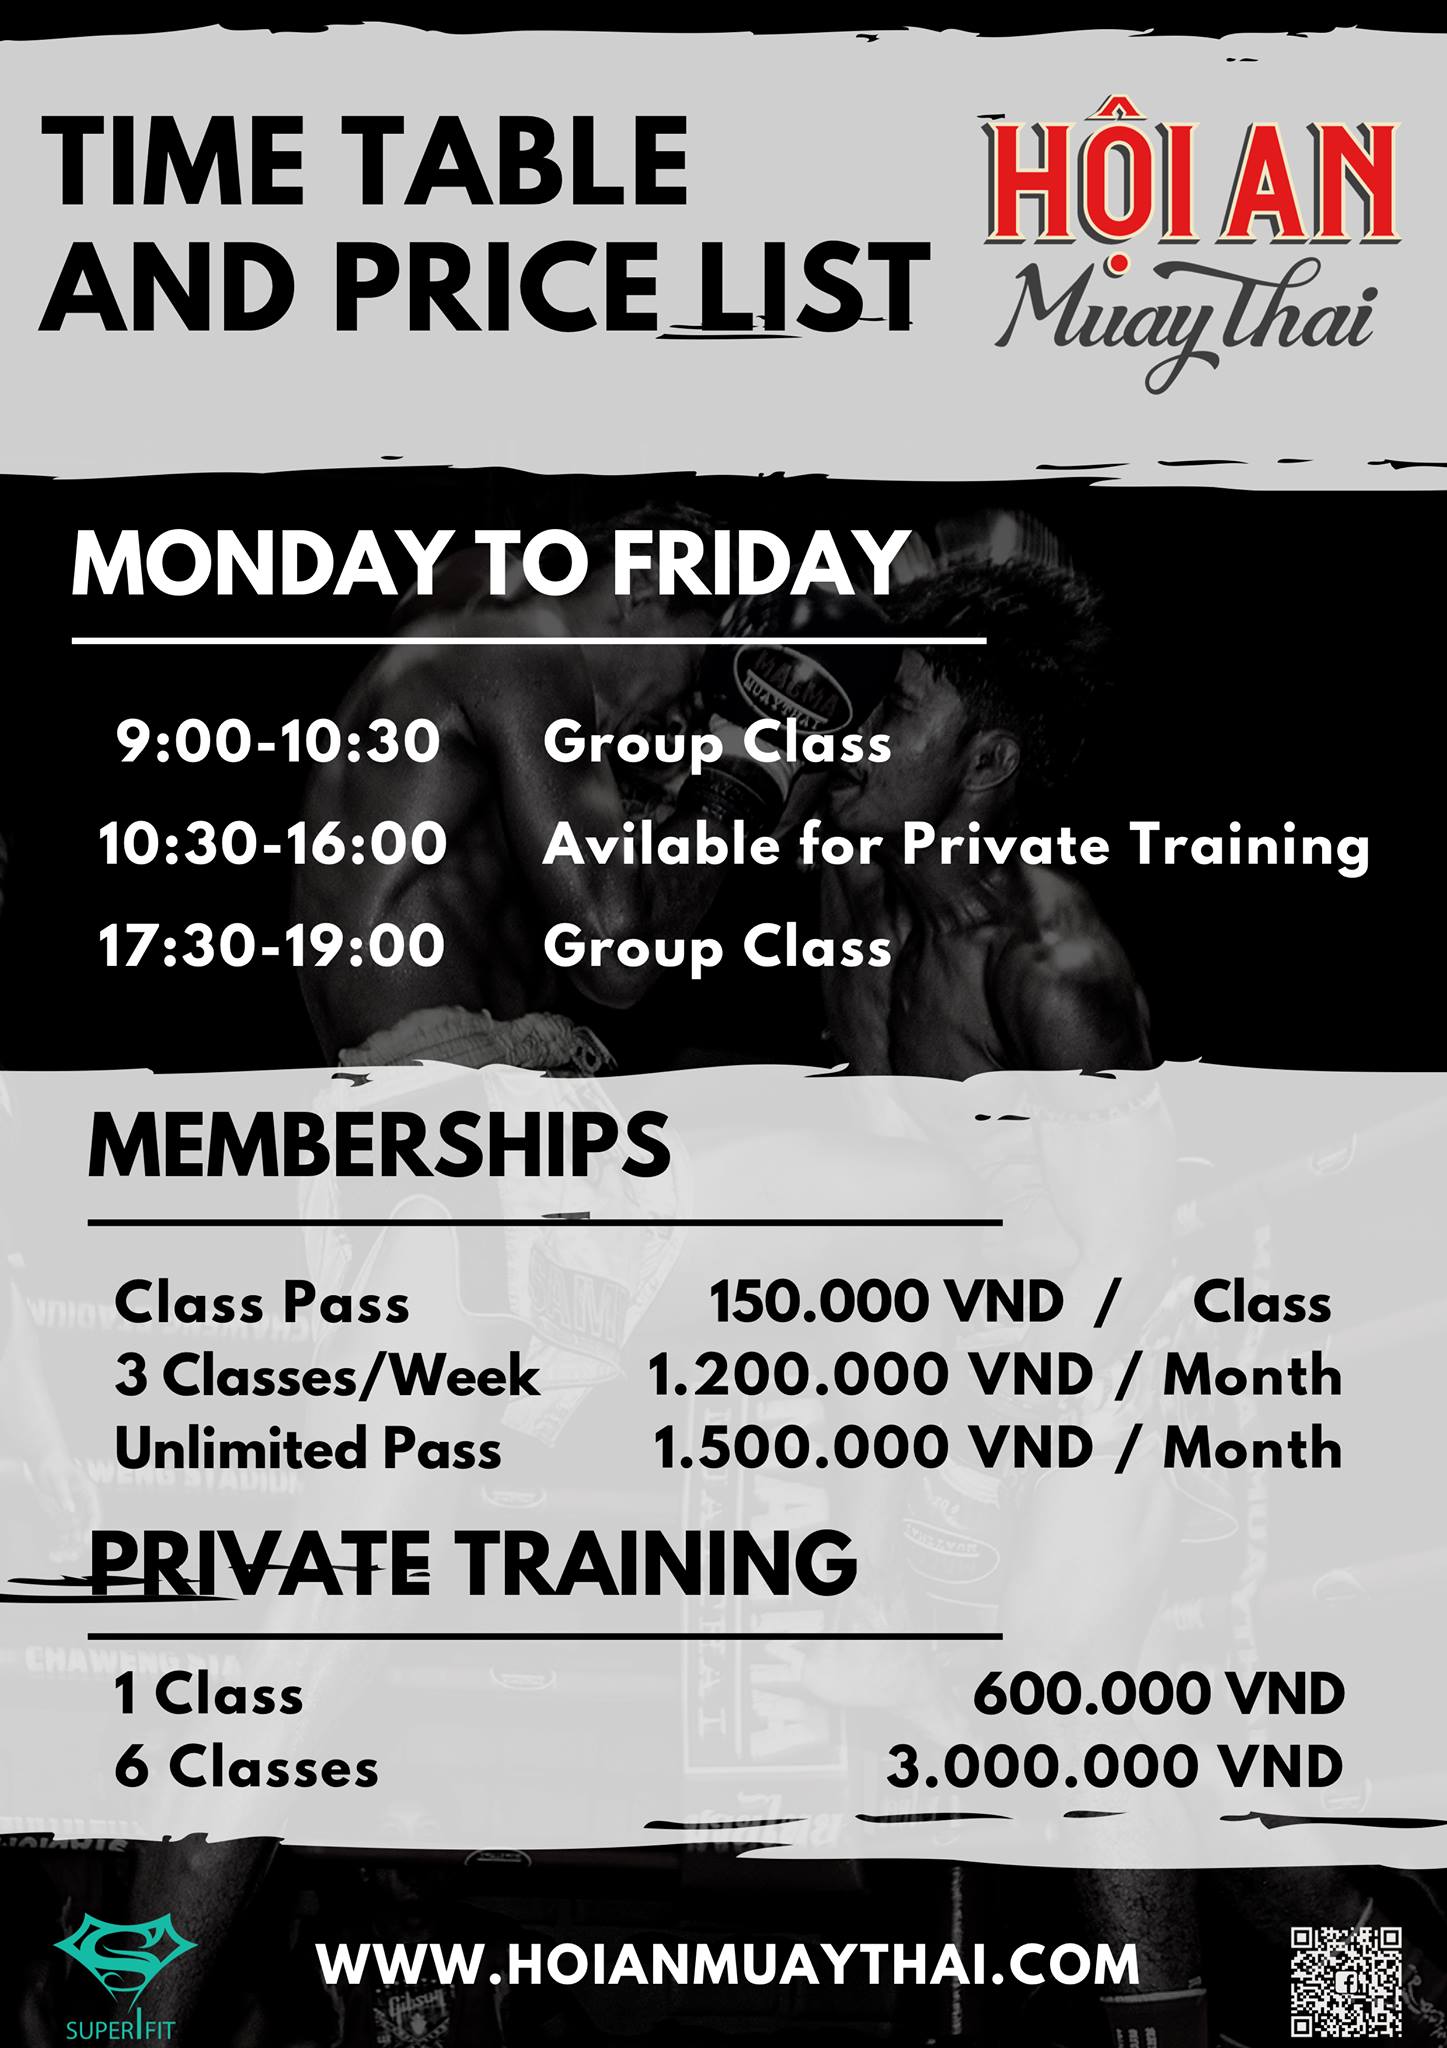 TIME TABLE
AND PRICE LIST
HỘI AN
Muay Thai
MONDAY TO FRIDAY
MAGMA
MUAYTHAI
9:00-10:30 Group Class
10:30-16:00 Avilable for Private Training
17:30-19:00 Group Class
MEMBERSHIPS
Class Pass 150.000 VND / Class
3 Classes/Week 1.200.000 VND / Month
Unlimited Pass 1.500.000 VND / Month
PRIVATE TRAINING
1 Class 600.000 VND
6 Classes 3.000.000 VND
WWW.HOIANMUAYTHAI.COM
SUPER FIT